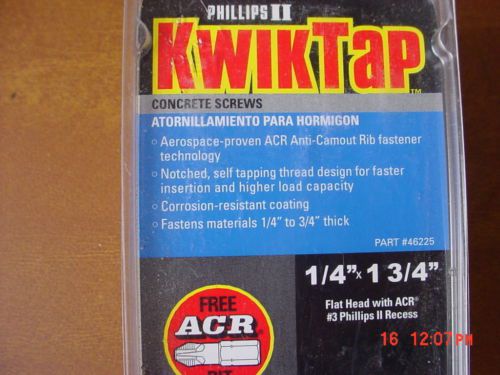 PHILLIPS II
KWIKTAP™
CONCRETE SCREWS
ATORNILLAMIENTO PARA HORMIGON
○ Aerospace-proven ACR Anti-Camout Rib fastener
technology
○ Notched, self tapping thread design for faster
insertion and higher load capacity
○ Corrosion-resistant coating
○ Fastens materials 1/4" to 3/4" thick
PART #46225
1/4"x 1 3/4"
Flat Head with ACR®
#3 Phillips II Recess
FREE
ACR®
BIT
16 12:07PM